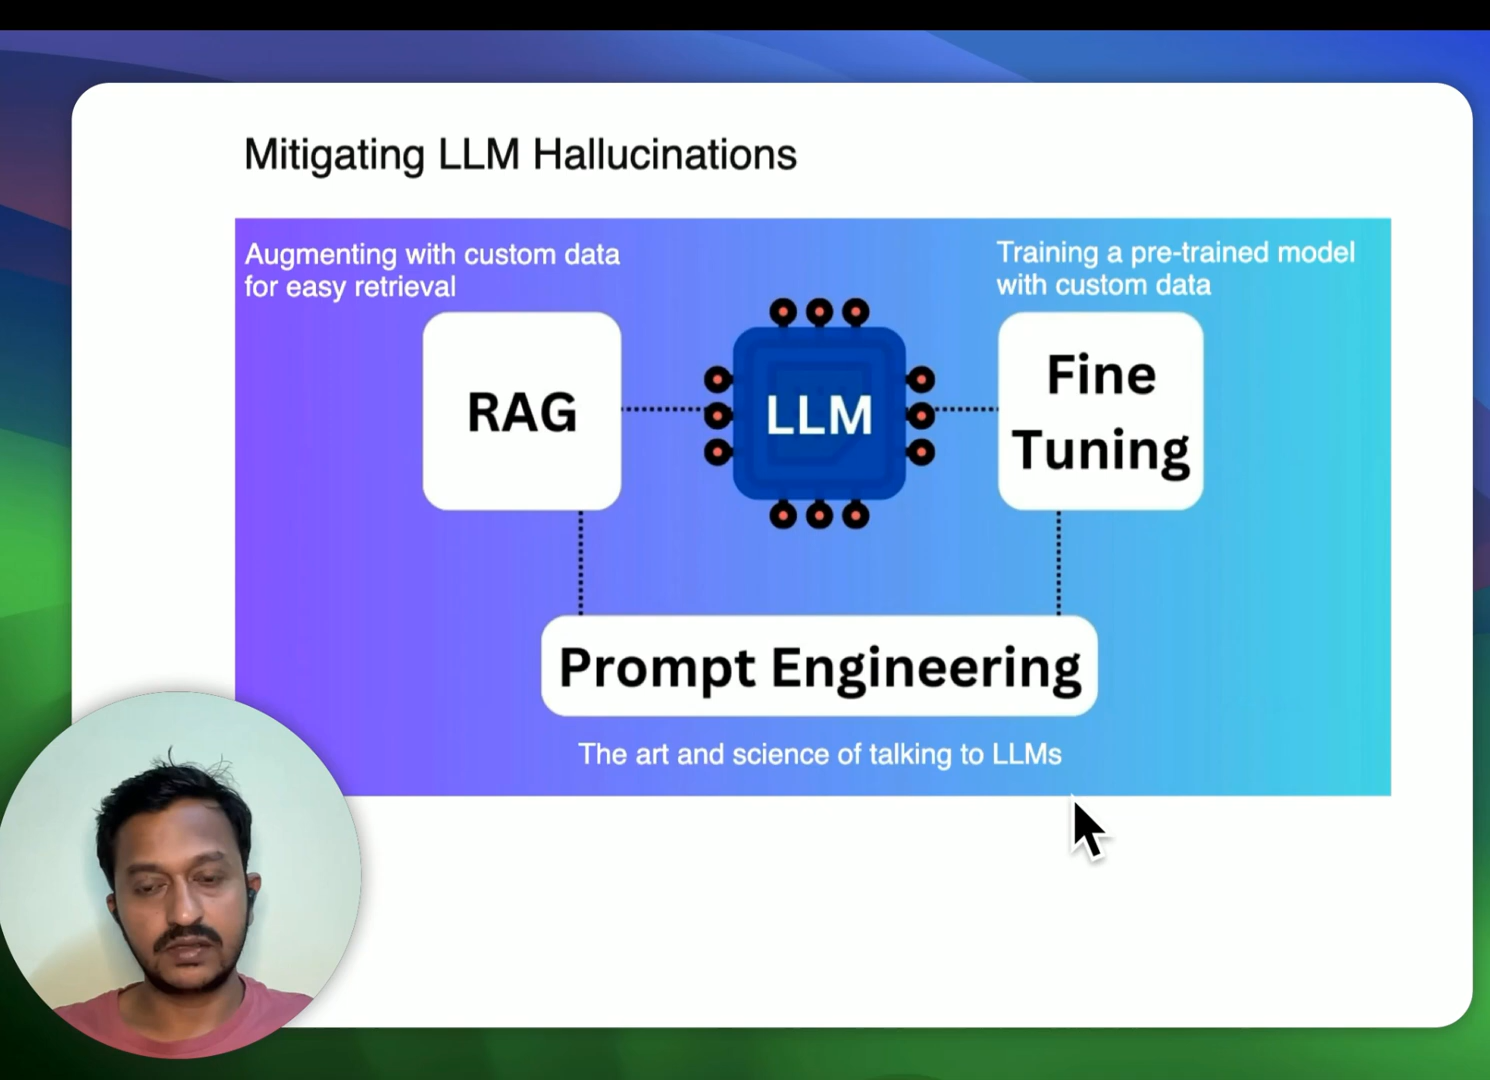 Mitigating LLM Hallucinations
Augmenting with custom data
for easy retrieval
Training a pre-trained model
with custom data
RAG
LLM
Fine
Tuning
Prompt Engineering
The art and science of talking to LLMs